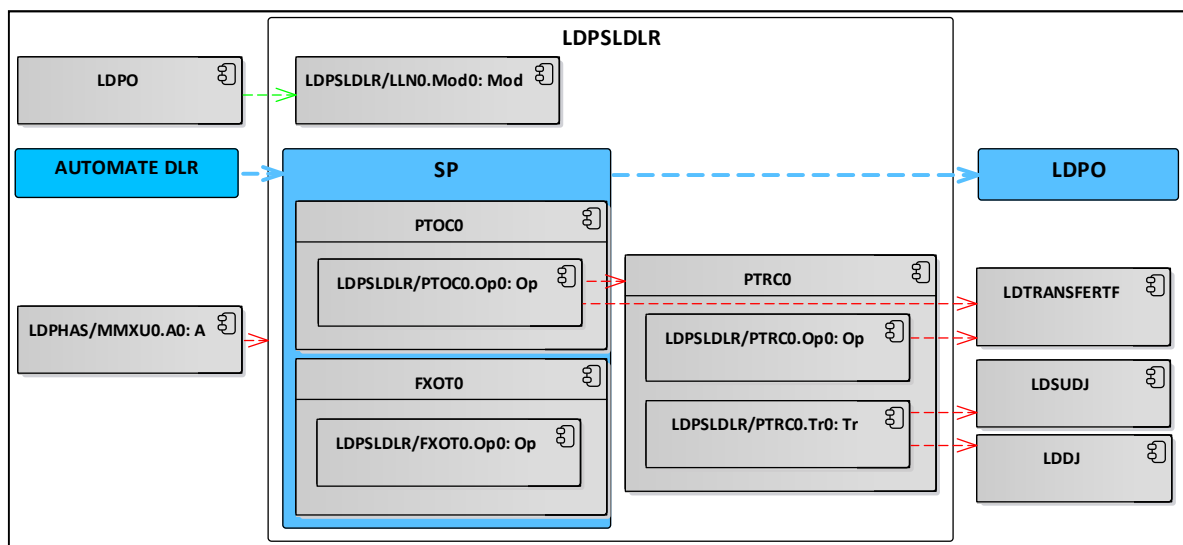 LDPSLDLR
LDPO
LDPSLDLR/LLN0.Mod0: Mod
AUTOMATE DLR
SP
LDPO
PTOC0
LDPSLDLR/PTOC0.Op0: Op
PTRC0
LDTRANSFERTF
LDPHAS/MMXU0.A0: A
LDPSLDLR/PTRC0.Op0: Op
FXOT0
LDSUDJ
LDPSLDLR/FXOT0.Op0: Op
LDPSLDLR/PTRC0.Tr0: Tr
LDDJ